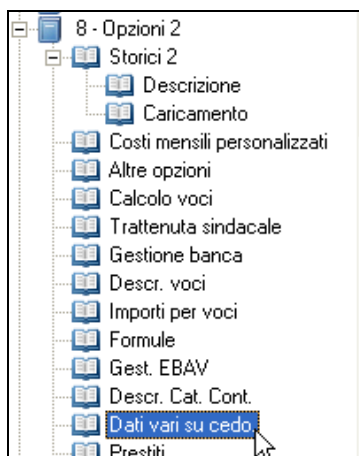 8 - Opzioni 2
Storici 2
Descrizione
Caricamento
Costi mensili personalizzati
Altre opzioni
Calcolo voci
Trattenuta sindacale
Gestione banca
Descr. voci
Importi per voci
Formule
Gest. EBAV
Descr. Cat. Cont.
Dati vari su cedo.
Prestiti